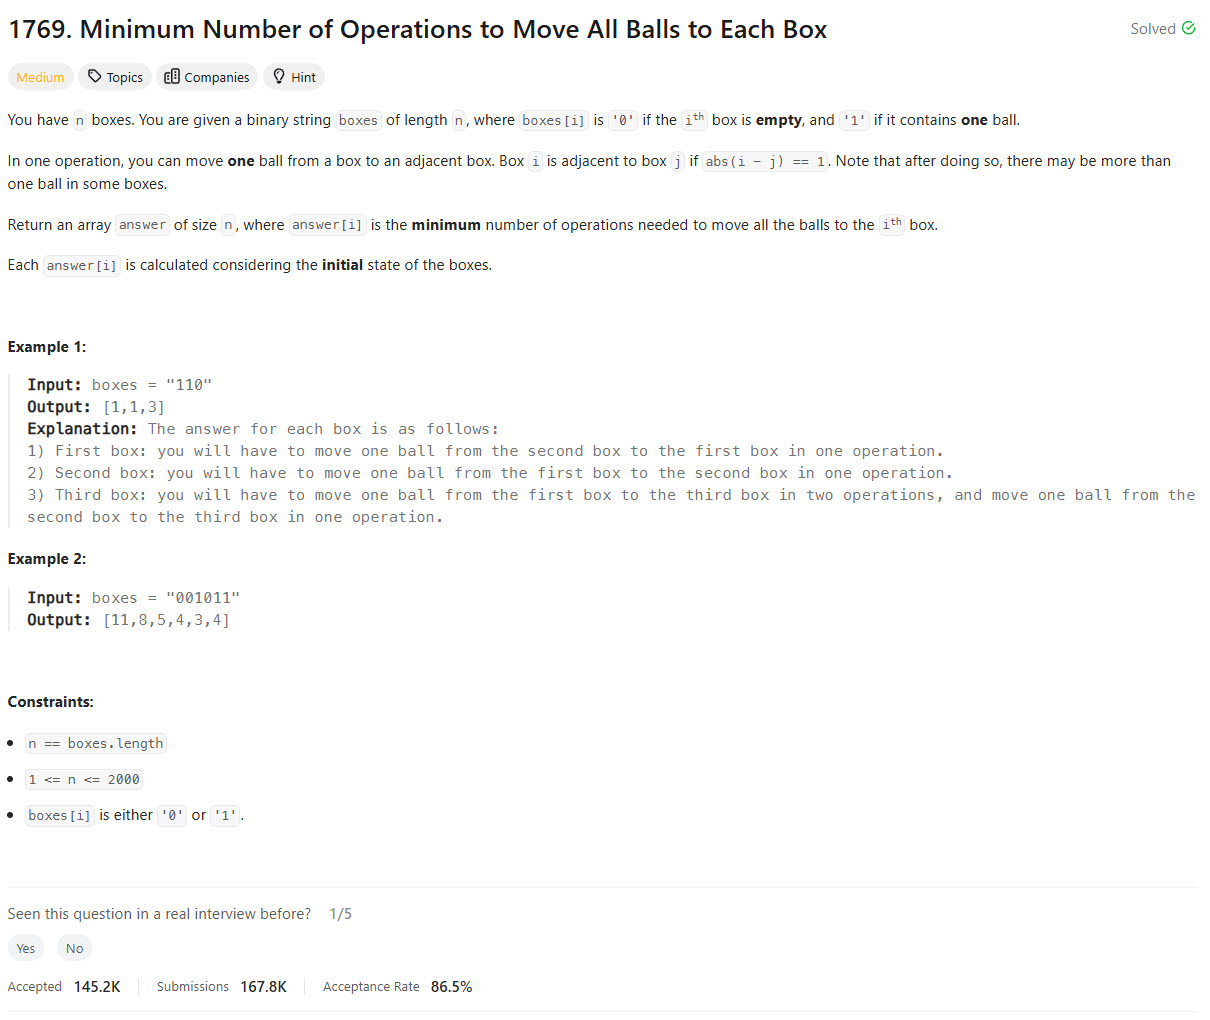 1769. Minimum Number of Operations to Move All Balls to Each Box
Solved
Medium Topics Companies Hint
You have n boxes. You are given a binary string boxes of length n, where boxes[i] is '0' if the ith box is empty, and '1' if it contains one ball.
In one operation, you can move one ball from a box to an adjacent box. Box i is adjacent to box j if abs(i - j) == 1. Note that after doing so, there may be more than
one ball in some boxes.
Return an array answer of size n, where answer[i] is the minimum number of operations needed to move all the balls to the ith box.
Each answer[i] is calculated considering the initial state of the boxes.
Example 1:
Input: boxes = "110"
Output: [1,1,3]
Explanation: The answer for each box is as follows:
1) First box: you will have to move one ball from the second box to the first box in one operation.
2) Second box: you will have to move one ball from the first box to the second box in one operation.
3) Third box: you will have to move one ball from the first box to the third box in two operations, and move one ball from the
second box to the third box in one operation.
Example 2:
Input: boxes = "001011"
Output: [11,8,5,4,3,4]
Constraints:
n == boxes.length
1 <= n <= 2000
boxes[i] is either '0' or '1'.
Seen this question in a real interview before? 1/5
Yes No
Accepted 145.2K Submissions 167.8K Acceptance Rate 86.5%